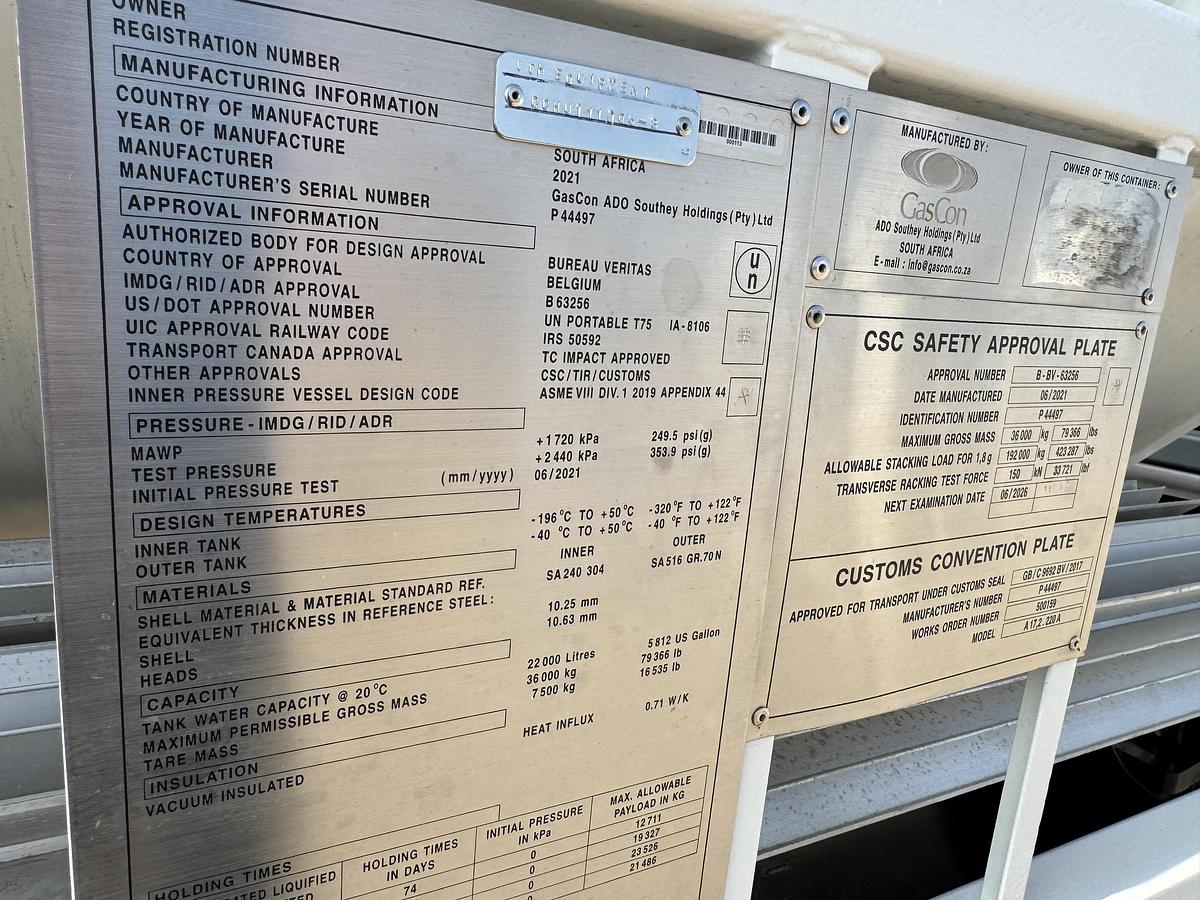 OWNER
REGISTRATION NUMBER
EQUIPMENT
000113
MANUFACTURING INFORMATION
COUNTRY OF MANUFACTURE SOUTH AFRICA
YEAR OF MANUFACTURE 2021
MANUFACTURER GasCon ADO Southey Holdings (Pty) Ltd
MANUFACTURER'S SERIAL NUMBER P 44497
APPROVAL INFORMATION
AUTHORIZED BODY FOR DESIGN APPROVAL BUREAU VERITAS
COUNTRY OF APPROVAL BELGIUM
IMDG / RID / ADR APPROVAL B 63256
US / DOT APPROVAL NUMBER UN PORTABLE T75 IA - 8106
UIC APPROVAL RAILWAY CODE IRS 50592
TRANSPORT CANADA APPROVAL TC IMPACT APPROVED
OTHER APPROVALS CSC / TIR / CUSTOMS
INNER PRESSURE VESSEL DESIGN CODE ASME VIII DIV. 1 2019 APPENDIX 44
un
PRESSURE - IMDG / RID / ADR
MAWP +1 720 kPa 249.5 psi (g)
TEST PRESSURE +2 440 kPa 353.9 psi (g)
INITIAL PRESSURE TEST (mm / yyyy) 06 / 2021
DESIGN TEMPERATURES
INNER TANK -196 °C TO +50 °C -320 °F TO +122 °F
OUTER TANK -40 °C TO +50 °C -40 °F TO +122 °F
MATERIALS INNER OUTER
SHELL MATERIAL & MATERIAL STANDARD REF. SA 240 304 SA 516 GR.70 N
EQUIVALENT THICKNESS IN REFERENCE STEEL:
SHELL 10.25 mm
HEADS 10.63 mm
CAPACITY
TANK WATER CAPACITY @ 20 °C 22 000 Litres 5 812 US Gallon
MAXIMUM PERMISSIBLE GROSS MASS 36 000 kg 79 366 lb
TARE MASS 7 500 kg 16 535 lb
INSULATION
VACUUM INSULATED HEAT INFLUX 0.71 W / K
HOLDING TIMES HOLDING TIMES IN DAYS INITIAL PRESSURE IN kPa MAX. ALLOWABLE PAYLOAD IN KG
LIQUIFIED 74 0 12 711
0 19 327
0 23 526
21 486
MANUFACTURED BY:
GasCon
ADO Southey Holdings (Pty) Ltd
SOUTH AFRICA
E-mail : info@gascon.co.za
OWNER OF THIS CONTAINER:
CSC SAFETY APPROVAL PLATE
APPROVAL NUMBER B - BV - 63256
DATE MANUFACTURED 06 / 2021
IDENTIFICATION NUMBER P 44497
MAXIMUM GROSS MASS 36 000 kg 79 366 lbs
ALLOWABLE STACKING LOAD FOR 1,8 g 192 000 kg 423 287 lbs
TRANSVERSE RACKING TEST FORCE 150 kN 33 721 lbf
NEXT EXAMINATION DATE 06 / 2026
CUSTOMS CONVENTION PLATE
APPROVED FOR TRANSPORT UNDER CUSTOMS SEAL GB / C 9692 BV / 2017
MANUFACTURER'S NUMBER P 44497
WORKS ORDER NUMBER 500159
MODEL A 17,2 . 220 A